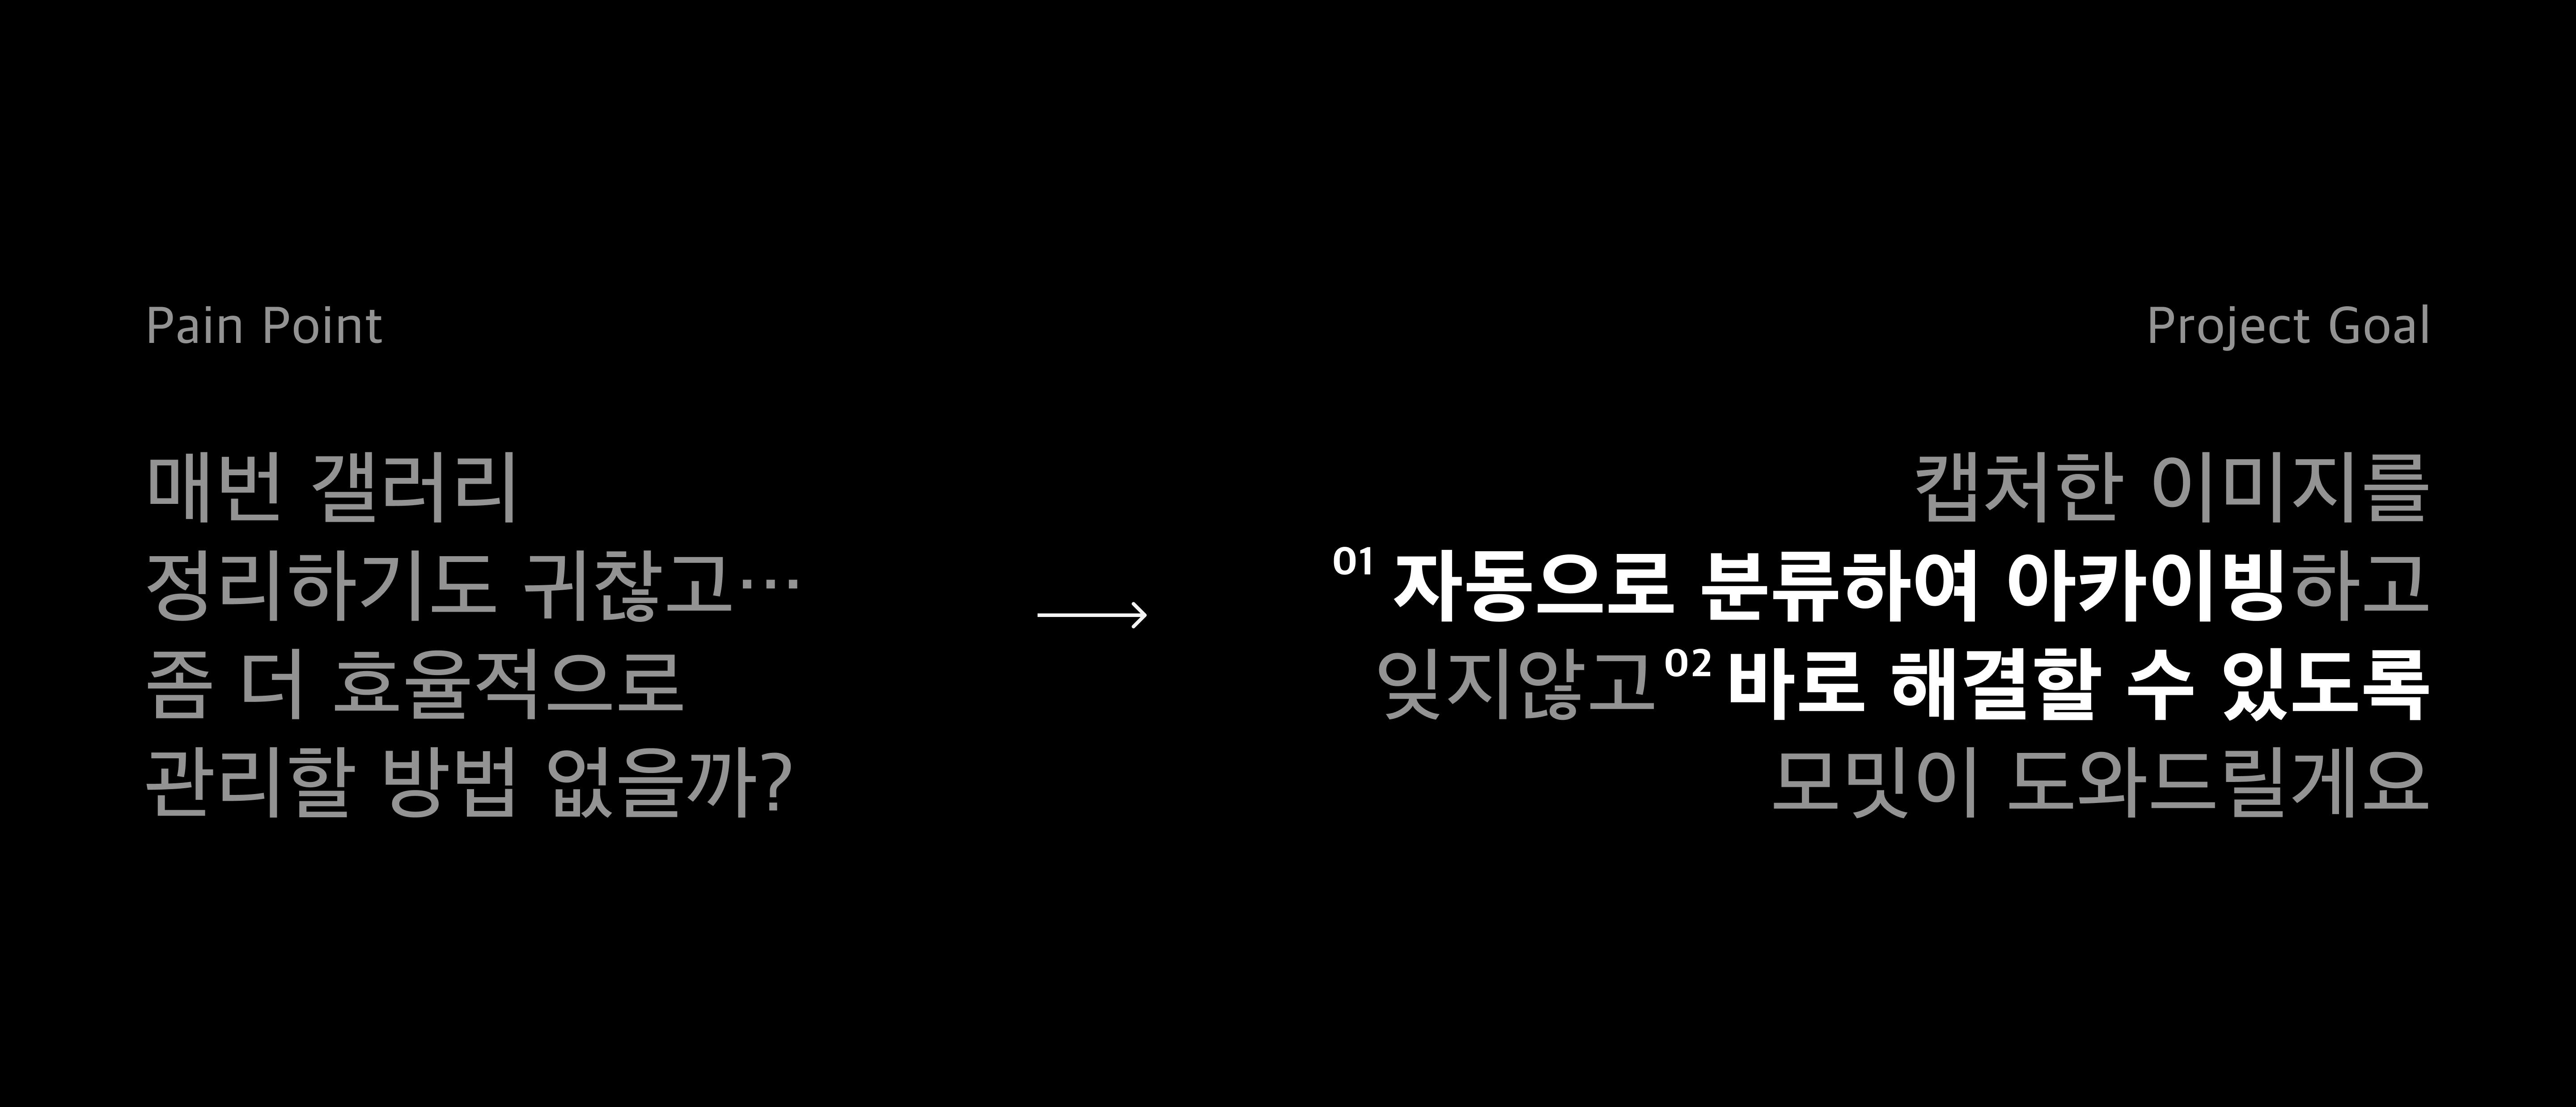 Pain Point
매번 갤러리
정리하기도 귀찮고…
좀 더 효율적으로
관리할 방법 없을까?
Project Goal
캡처한 이미지를
01 자동으로 분류하여 아카이빙하고
잊지않고 02 바로 해결할 수 있도록
모밋이 도와드릴게요